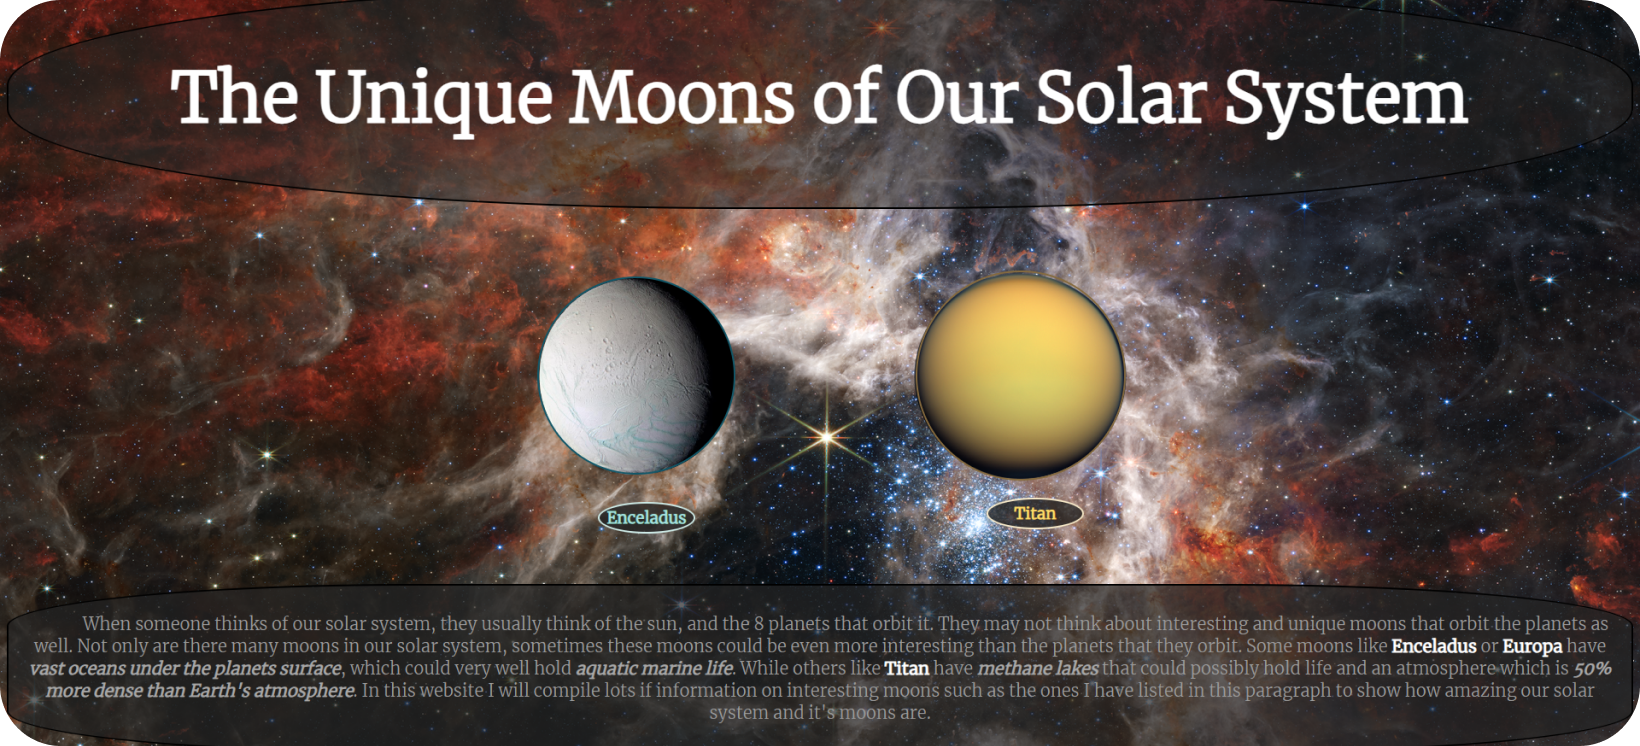 The Unique Moons of Our Solar System
Enceladus
Titan
When someone thinks of our solar system, they usually think of the sun, and the 8 planets that orbit it. They may not think about interesting and unique moons that orbit the planets as
well. Not only are there many moons in our solar system, sometimes these moons could be even more interesting than the planets that they orbit. Some moons like Enceladus or Europa have
vast oceans under the planets surface, which could very well hold aquatic marine life. While others like Titan have methane lakes that could possibly hold life and an atmosphere which is 50%
more dense than Earth's atmosphere. In this website I will compile lots if information on interesting moons such as the ones I have listed in this paragraph to show how amazing our solar
system and it's moons are.